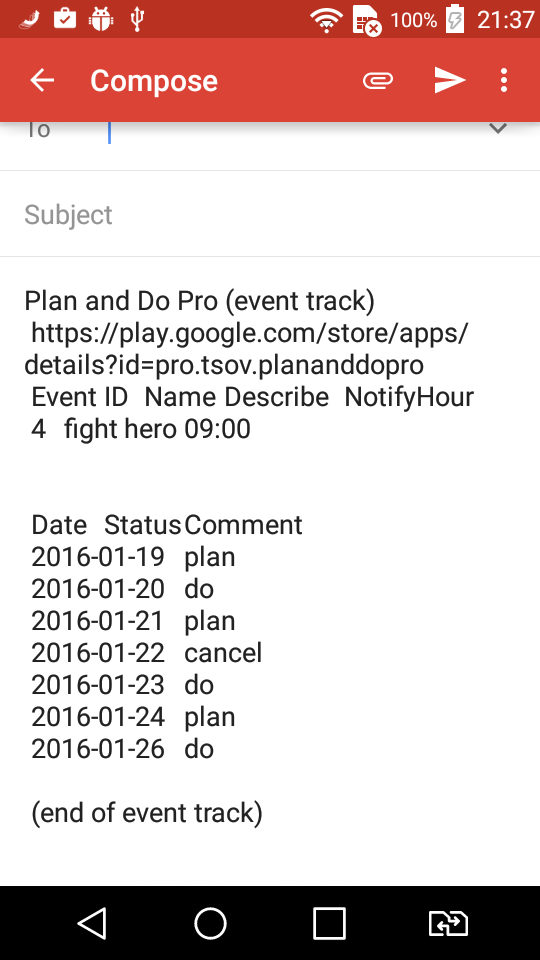 100% 21:37
Compose
To
Subject
Plan and Do Pro (event track)
https://play.google.com/store/apps/
details?id=pro.tsov.plananddopro
Event ID Name Describe NotifyHour
4 fight hero 09:00
Date Status Comment
2016-01-19 plan
2016-01-20 do
2016-01-21 plan
2016-01-22 cancel
2016-01-23 do
2016-01-24 plan
2016-01-26 do
(end of event track)